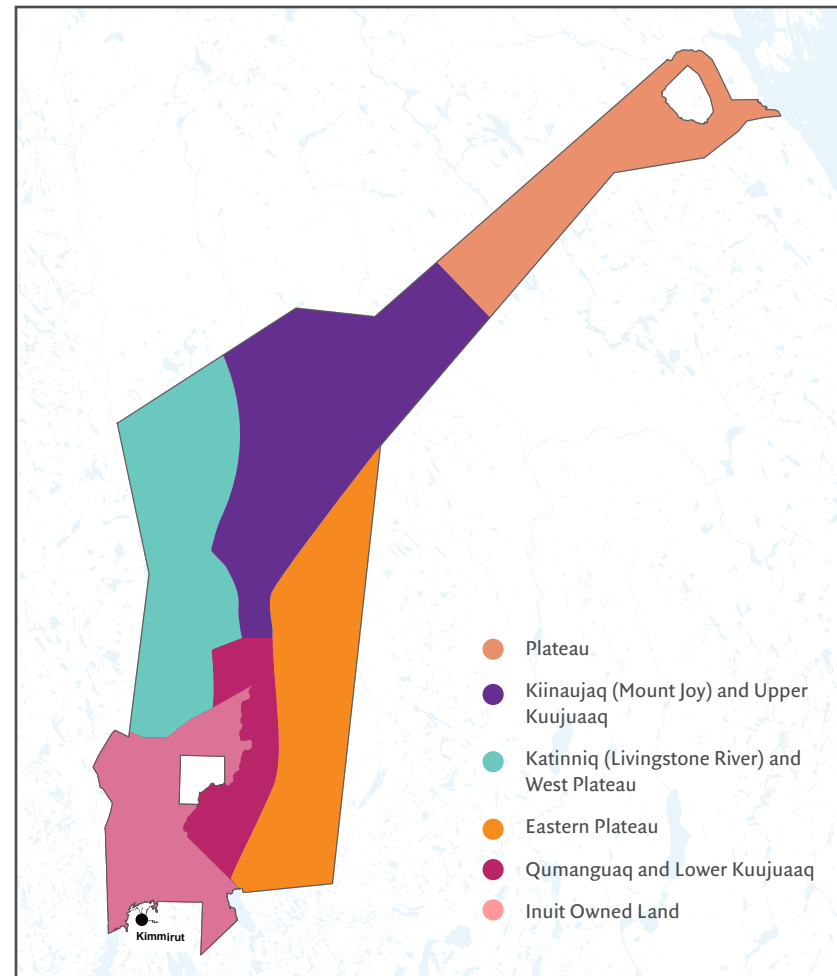 Plateau
Kiinaujaq (Mount Joy) and Upper
Kuujuaaq
Katinniq (Livingstone River) and
West Plateau
Eastern Plateau
Qumanguaq and Lower Kuujuaaq
Inuit Owned Land
Kimmirut